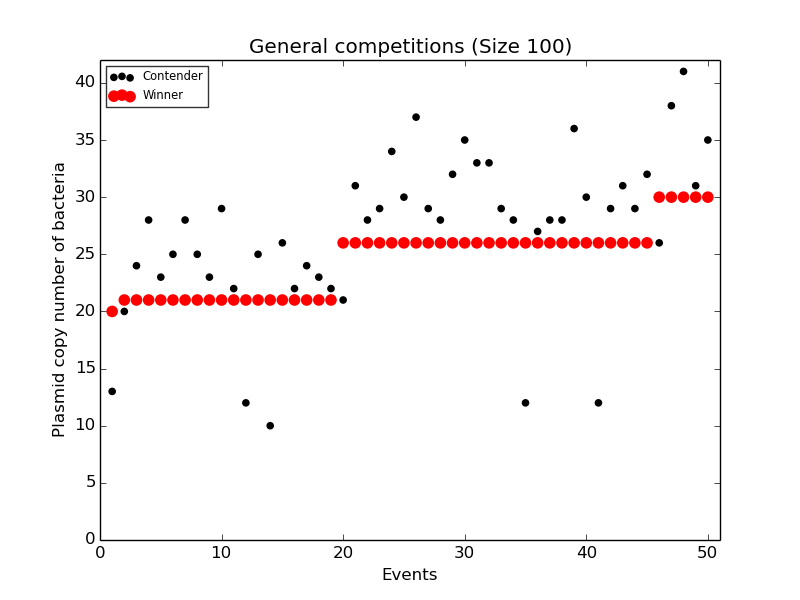 General competitions (Size 100)
Contender
Winner
Plasmid copy number of bacteria
40
35
30
25
20
15
10
5
0
0 10 20 30 40 50
Events